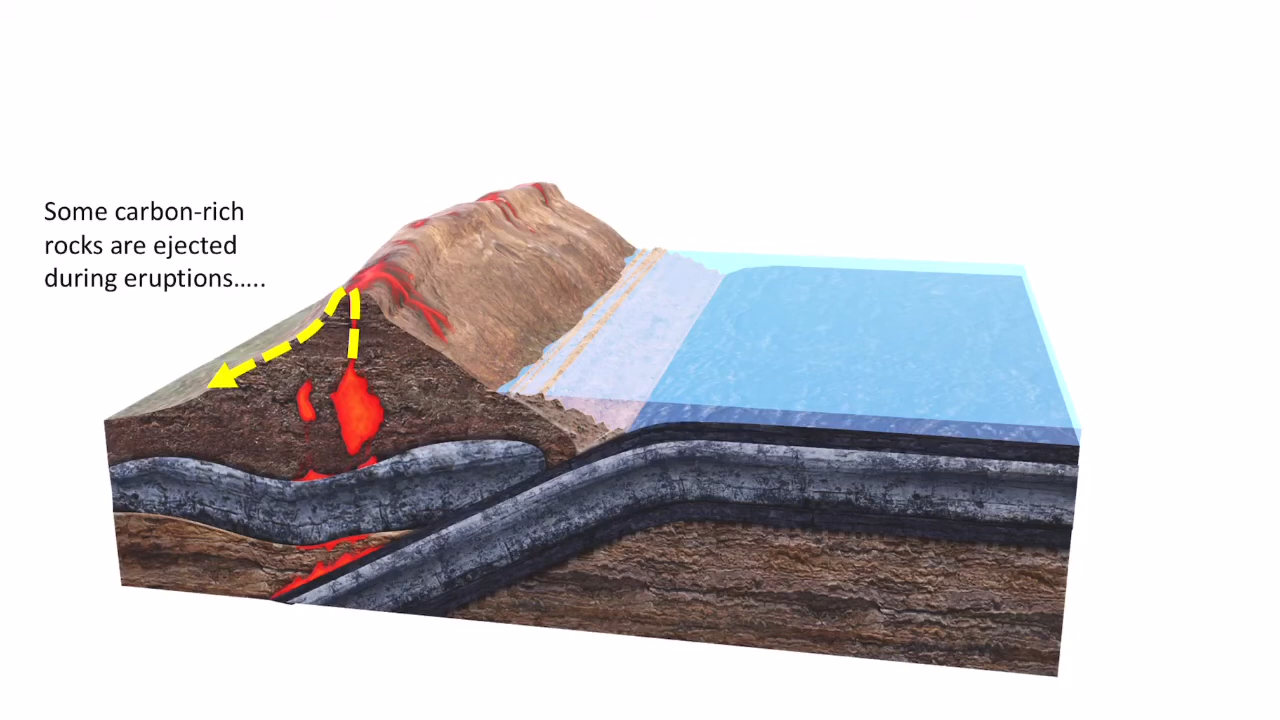 Some carbon-rich
rocks are ejected
during eruptions…..